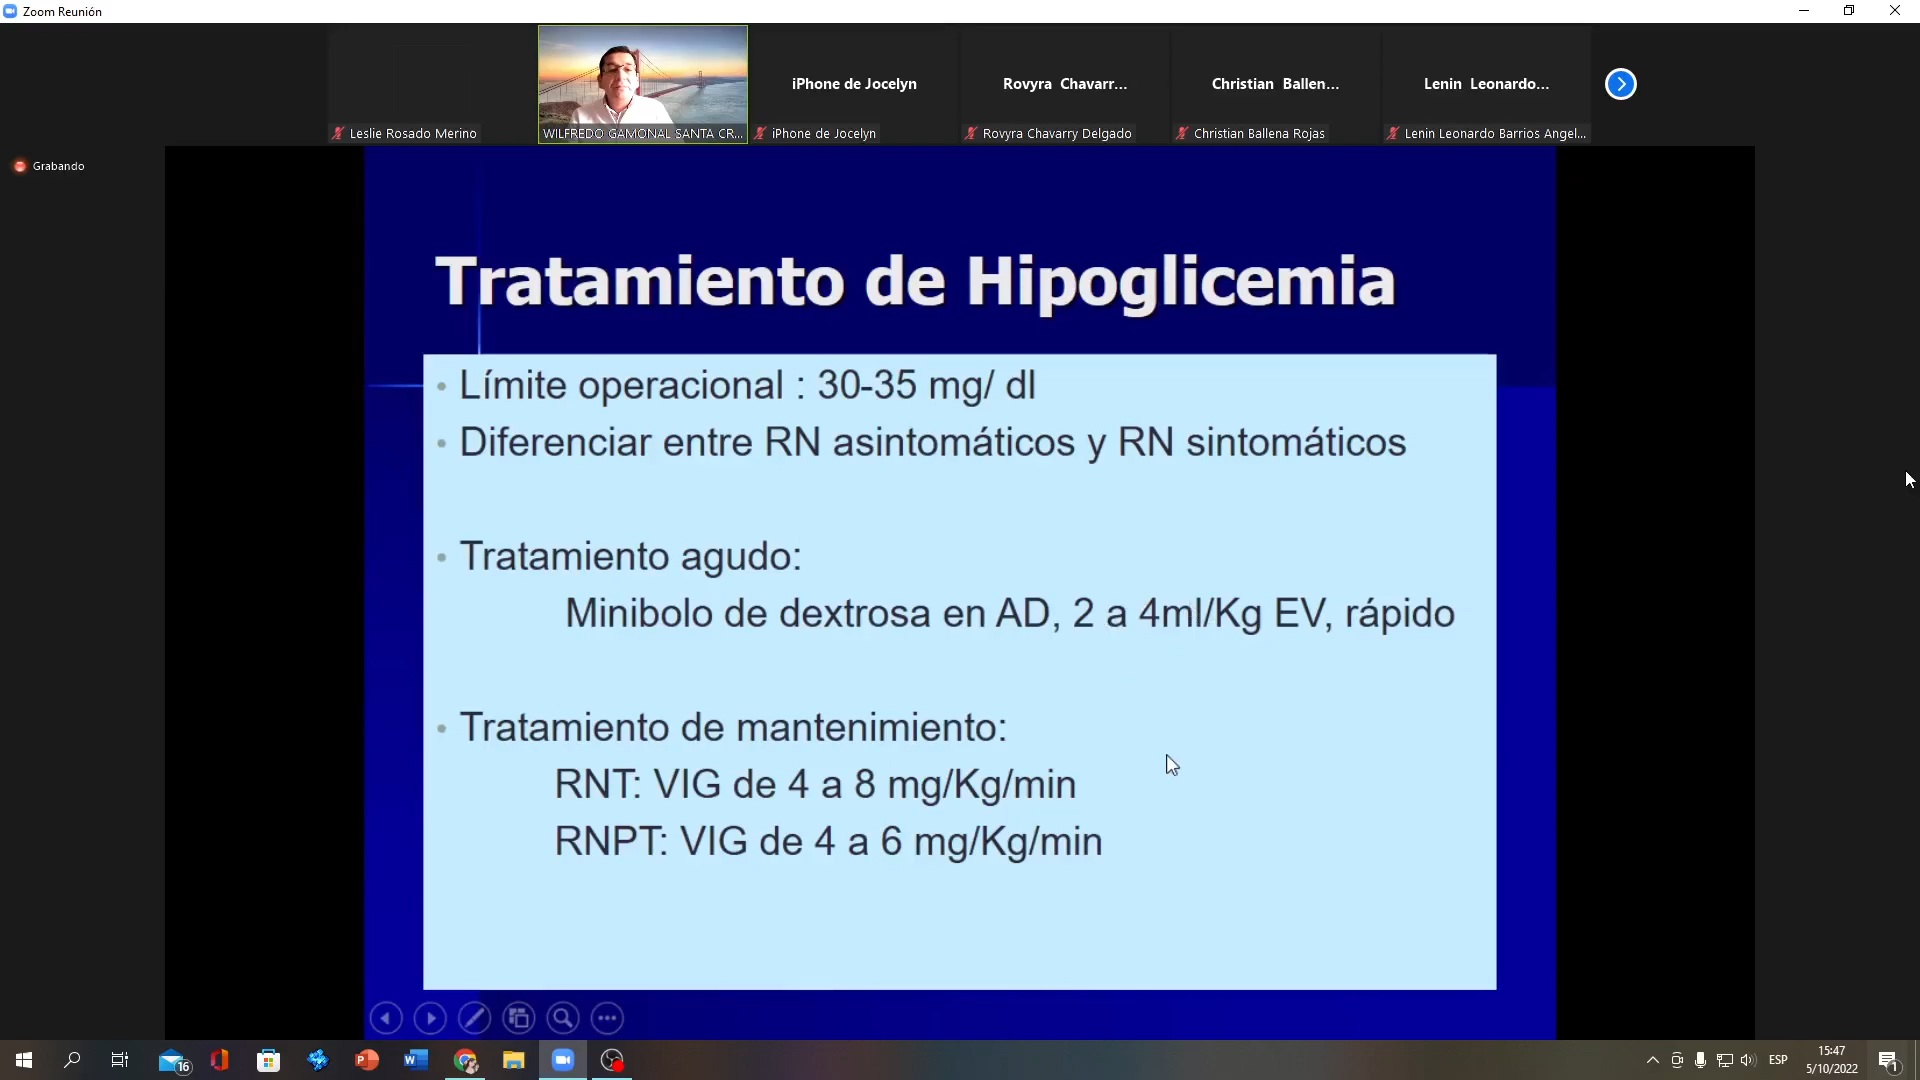 Zoom Reunión
iPhone de Jocelyn
Rovyra Chavarr...
Christian Ballen...
Lenin Leonardo...
Leslie Rosado Merino
WILFREDO GAMONAL SANTA CR...
iPhone de Jocelyn
Rovyra Chavarry Delgado
Christian Ballena Rojas
Lenin Leonardo Barrios Angel...
Grabando
Tratamiento de Hipoglicemia
• Límite operacional : 30-35 mg/ dl
• Diferenciar entre RN asintomáticos y RN sintomáticos
• Tratamiento agudo:
Minibolo de dextrosa en AD, 2 a 4ml/Kg EV, rápido
• Tratamiento de mantenimiento:
RNT: VIG de 4 a 8 mg/Kg/min
RNPT: VIG de 4 a 6 mg/Kg/min
16
ESP
15:47
5/10/2022
1